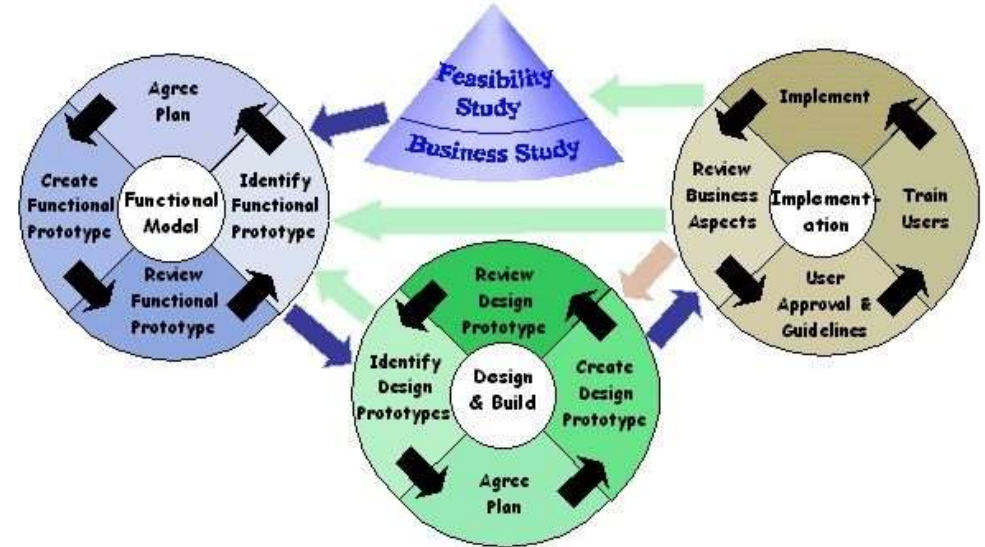 Feasibility
Study
Business Study
Agree
Plan
Create
Functional
Prototype
Functional
Model
Identify
Functional
Prototype
Review
Functional
Prototype
Implement
Review
Business
Aspects
Implement-
ation
Train
Users
User
Approval &
Guidelines
Review
Design
Prototype
Identify
Design
Prototypes
Design
& Build
Create
Design
Prototype
Agree
Plan